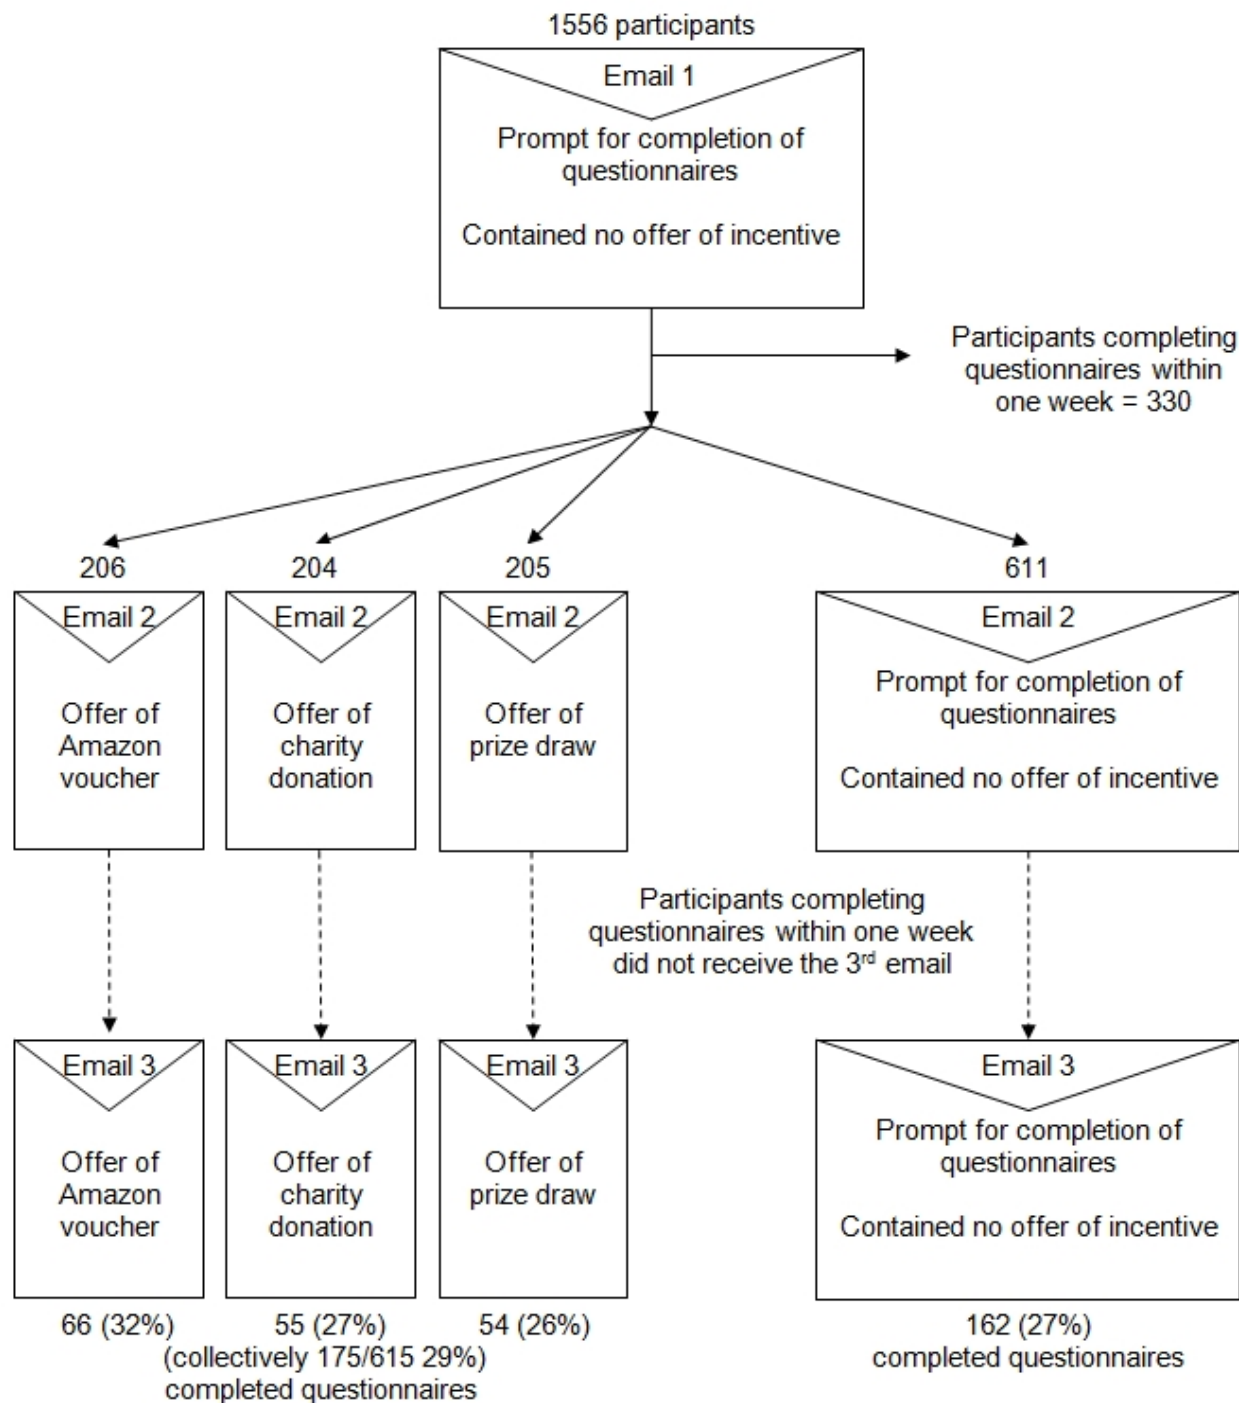 1556 participants
Email 1
Prompt for completion of
questionnaires
Contained no offer of incentive
Participants completing
questionnaires within
one week = 330
206
Email 2
Offer of
Amazon
voucher
204
Email 2
Offer of
charity
donation
205
Email 2
Offer of
prize draw
611
Email 2
Prompt for completion of
questionnaires
Contained no offer of incentive
Participants completing
questionnaires within one week
did not receive the 3rd email
Email 3
Offer of
Amazon
voucher
Email 3
Offer of
charity
donation
Email 3
Offer of
prize draw
Email 3
Prompt for completion of
questionnaires
Contained no offer of incentive
66 (32%)
55 (27%)
54 (26%)
(collectively 175/615 29%)
completed questionnaires
162 (27%)
completed questionnaires